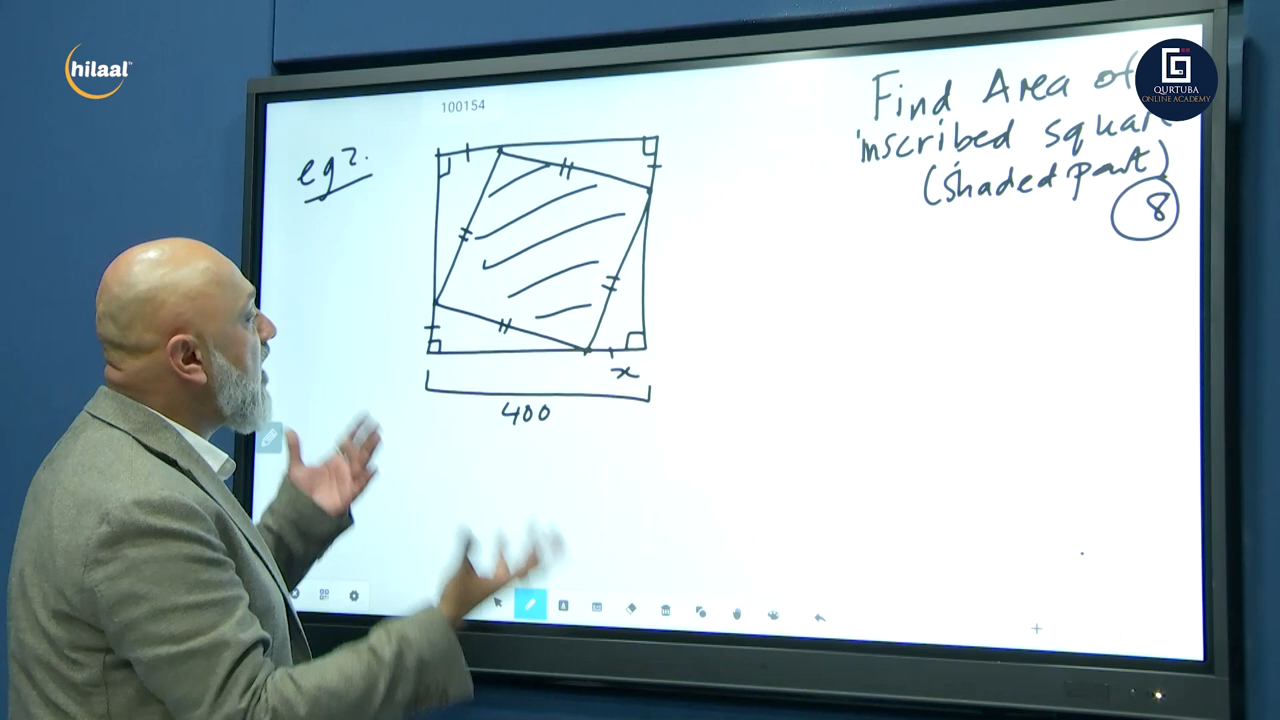 hilaal
QURTUBA
ONLINE ACADEMY
100154
eg2.
Find Area of
inscribed square
(shaded part)
8
x
400